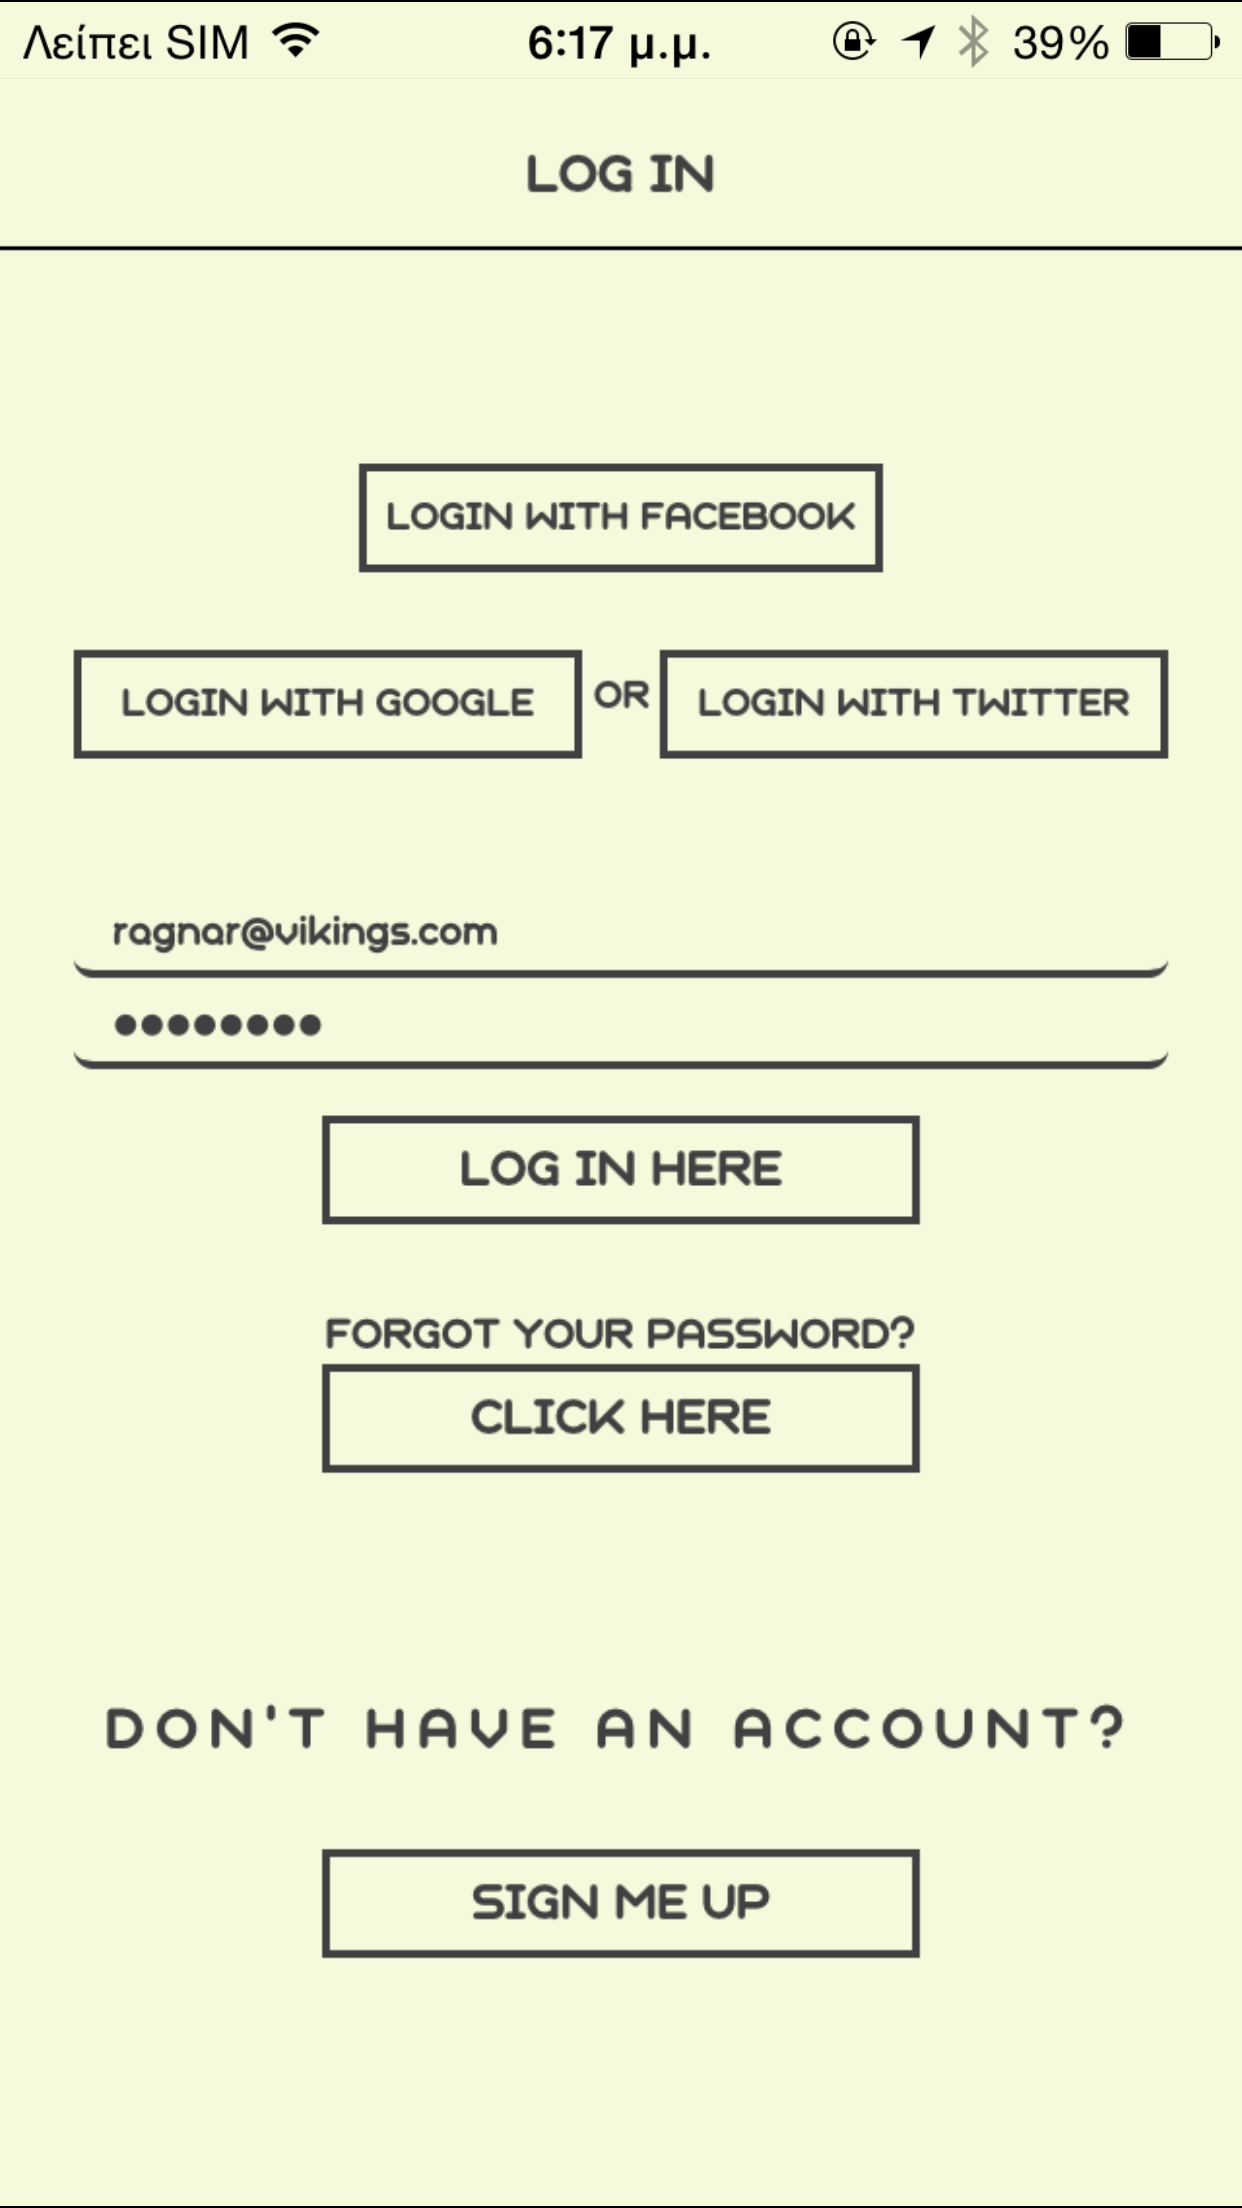 Λείπει SIM 6:17 μ.μ. 39%
LOG IN
LOGIN WITH FACEBOOK
LOGIN WITH GOOGLE OR LOGIN WITH TWITTER
ragnar@vikings.com
●●●●●●●●
LOG IN HERE
FORGOT YOUR PASSWORD?
CLICK HERE
DON'T HAVE AN ACCOUNT?
SIGN ME UP